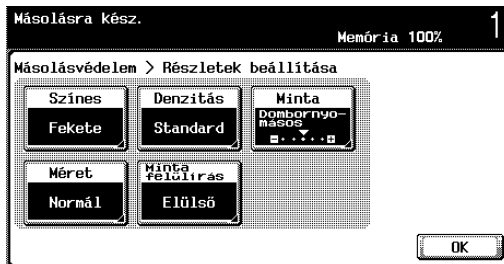 Másolásra kész.
Memória 100% 1
Másolásvédelem > Részletek beállítása
Színes Denzitás Minta
Fekete Standard Dombornyo-
másos
Méret Minta
felülírás
Normál Elülső
OK